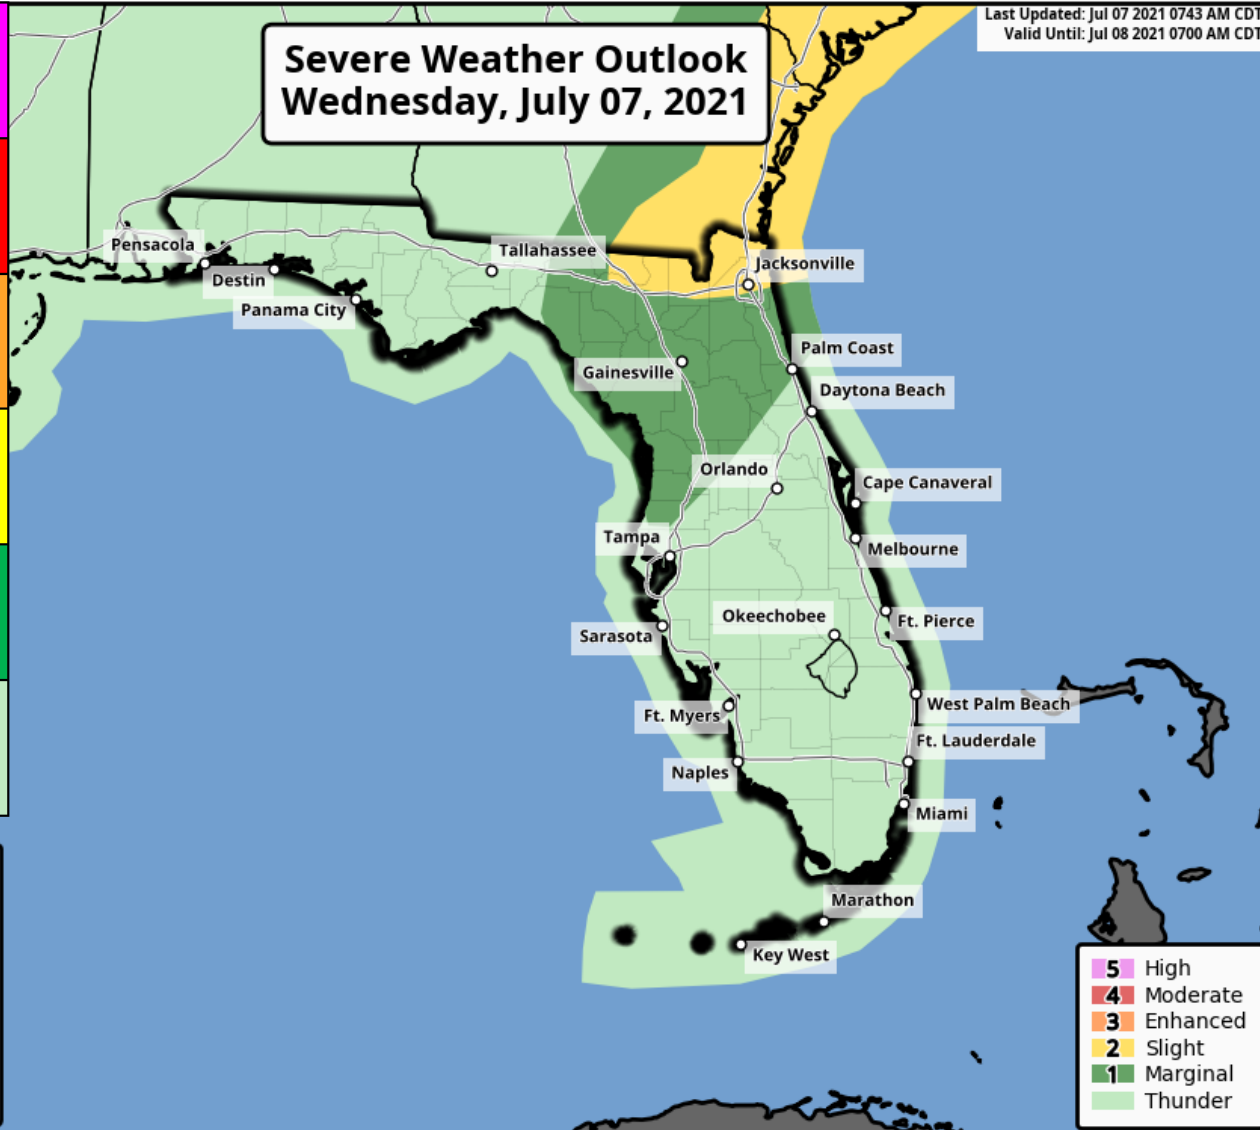 Last Updated: Jul 07 2021 0743 AM CDT
Valid Until: Jul 08 2021 0700 AM CDT
Severe Weather Outlook
Wednesday, July 07, 2021
Pensacola
Tallahassee
Jacksonville
Destin
Panama City
Palm Coast
Gainesville
Daytona Beach
Orlando
Cape Canaveral
Tampa
Melbourne
Okeechobee
Ft. Pierce
Sarasota
West Palm Beach
Ft. Myers
Ft. Lauderdale
Naples
Miami
Marathon
Key West
5 High
4 Moderate
3 Enhanced
2 Slight
1 Marginal
Thunder